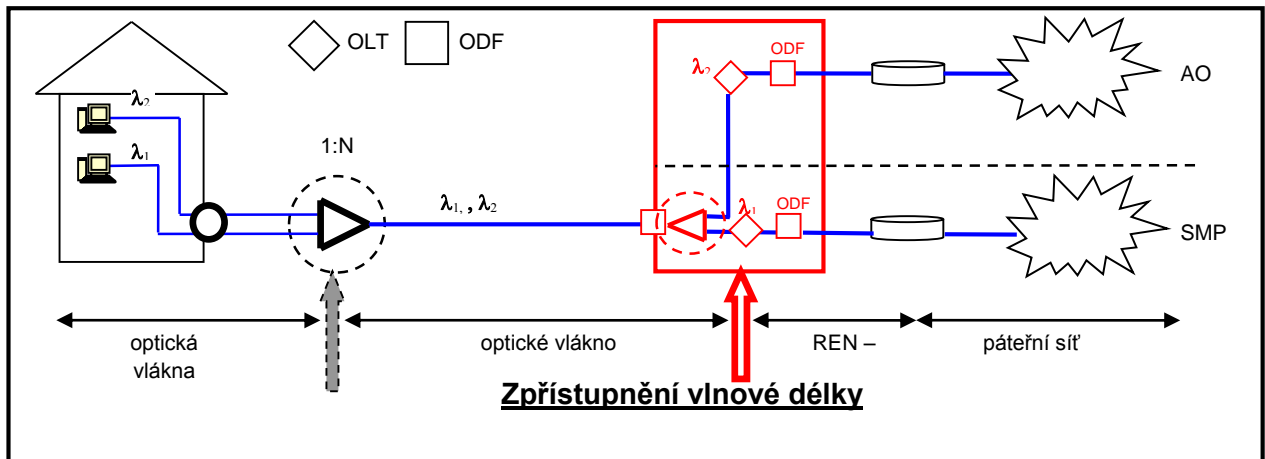 OLT ODF
ODF
λ2
AO
λ2
1:N
λ1
λ1, , λ2
λ1
ODF
SMP
optická
vlákna
optické vlákno
REN –
páteřní síť
Zpřístupnění vlnové délky